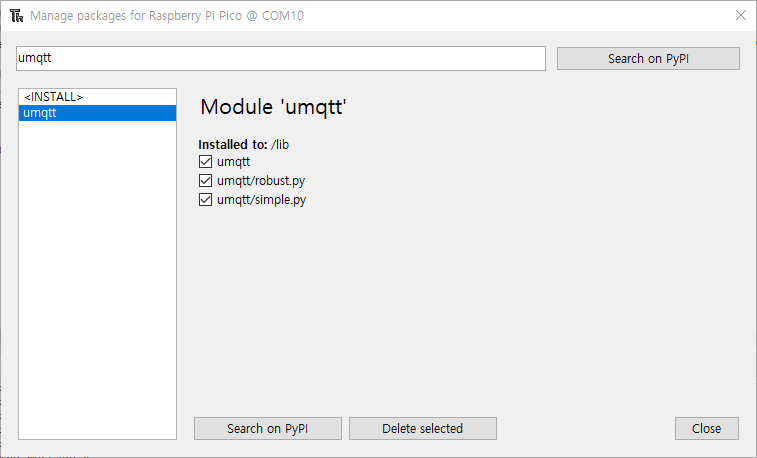 Manage packages for Raspberry Pi Pico @ COM10
umqtt
Search on PyPI
<INSTALL>
umqtt
Module 'umqtt'
Installed to: /lib
umqtt
umqtt/robust.py
umqtt/simple.py
Search on PyPI
Delete selected
Close